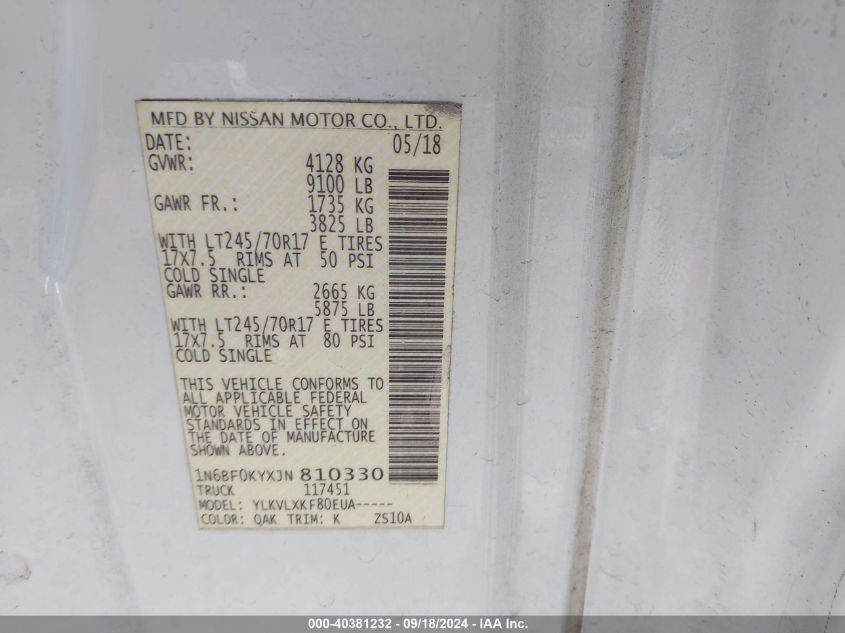 MFD BY NISSAN MOTOR CO., LTD.
DATE: 05/18
GVWR: 4128 KG
9100 LB
GAWR FR.: 1735 KG
3825 LB
WITH LT245/70R17 E TIRES
17X7.5 RIMS AT 50 PSI
COLD SINGLE
GAWR RR.: 2665 KG
5875 LB
WITH LT245/70R17 E TIRES
17X7.5 RIMS AT 80 PSI
COLD SINGLE
THIS VEHICLE CONFORMS TO
ALL APPLICABLE FEDERAL
MOTOR VEHICLE SAFETY
STANDARDS IN EFFECT ON
THE DATE OF MANUFACTURE
SHOWN ABOVE.
1N6BF0KYXJN 810330
TRUCK 117451
MODEL: YLKVLXKF80EUA-----
COLOR: QAK TRIM: K ZS10A
000-40381232 - 09/18/2024 - IAA Inc.